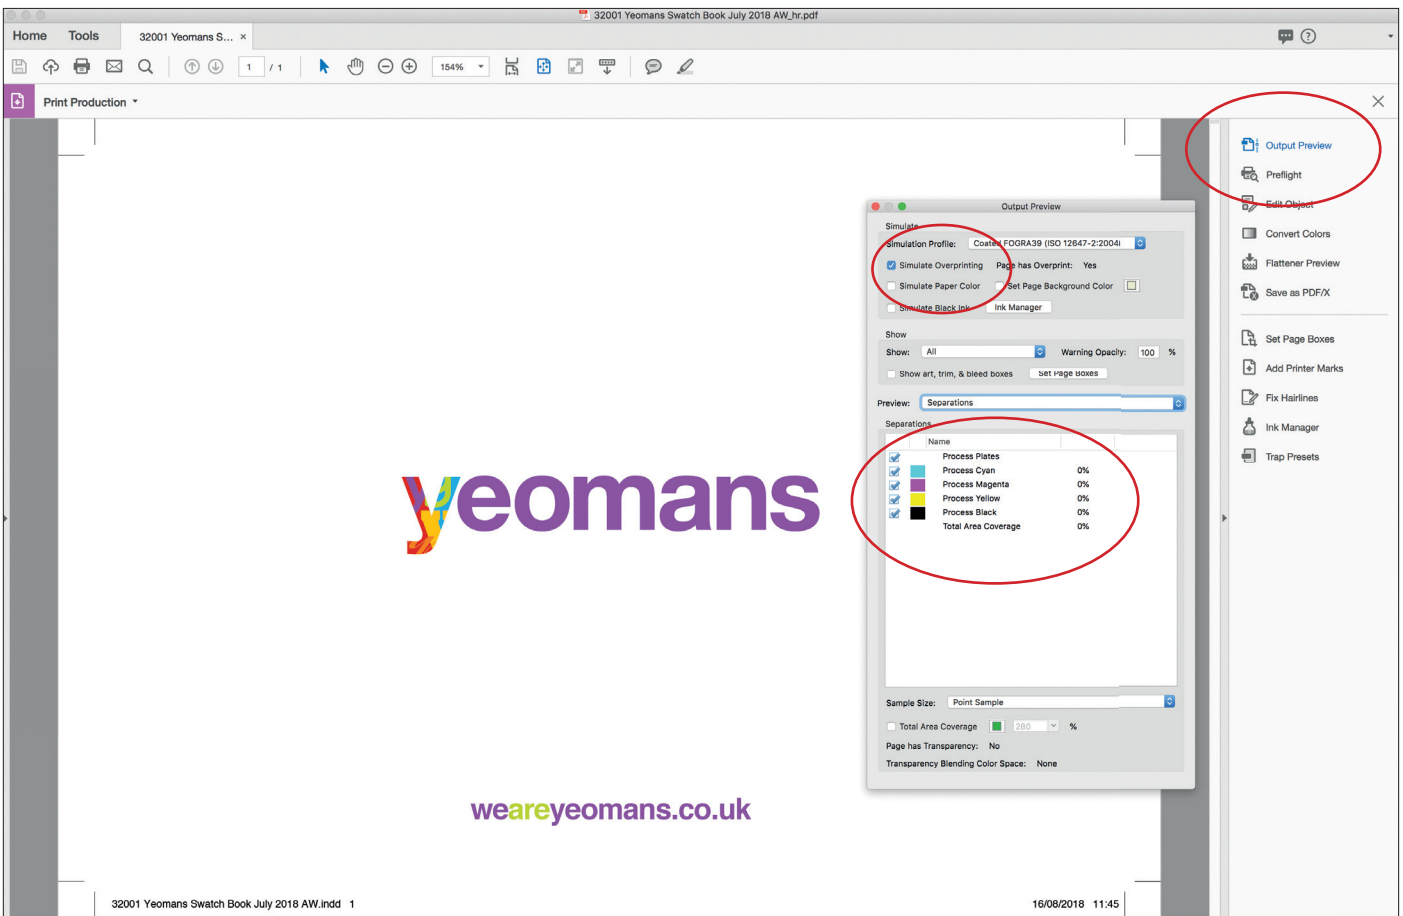 32001 Yeomans Swatch Book July 2018 AW_hr.pdf
Home Tools 32001 Yeomans S... ×
1 / 1 154%
Print Production
Output Preview
Preflight
Edit Object
Convert Colors
Flattener Preview
Save as PDF/X
Set Page Boxes
Add Printer Marks
Fix Hairlines
Ink Manager
Trap Presets
Output Preview
Simulate
Simulation Profile: Coated FOGRA39 (ISO 12647-2:2004)
Simulate Overprinting Page has Overprint: Yes
Simulate Paper Color Set Page Background Color
Simulate Black Ink Ink Manager
Show
Show: All Warning Opacity: 100 %
Show art, trim, & bleed boxes Set Page Boxes
Preview: Separations
Separations
Name
Process Plates
Process Cyan 0%
Process Magenta 0%
Process Yellow 0%
Process Black 0%
Total Area Coverage 0%
Sample Size: Point Sample
Total Area Coverage 280 %
Page has Transparency: No
Transparency Blending Color Space: None
yeomans
weareyeomans.co.uk
32001 Yeomans Swatch Book July 2018 AW.indd 1
16/08/2018 11:45